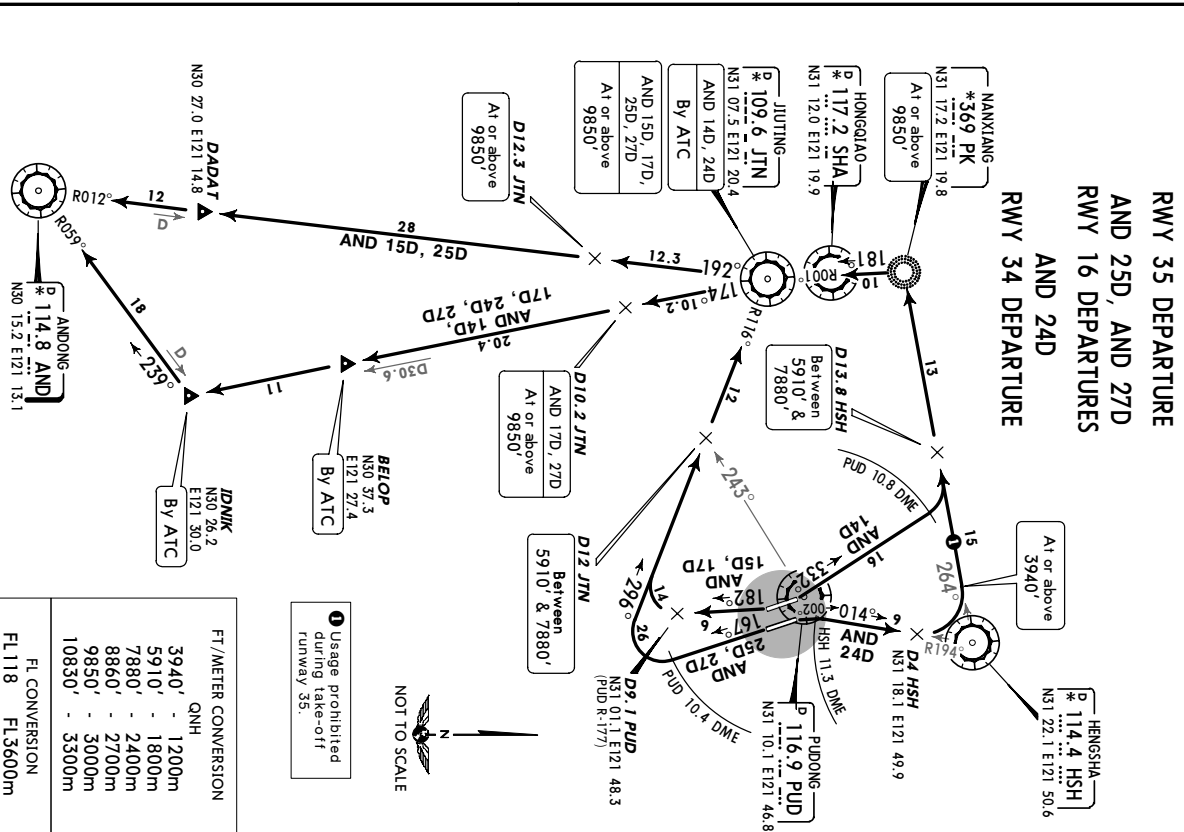 RWY 35 DEPARTURE
AND 25D, AND 27D
RWY 16 DEPARTURES
AND 24D
RWY 34 DEPARTURE
NANXIANG
*369 PK
N31 17.2 E121 19.8
At or above
9850'
D HONGQIAO
* 117.2 SHA
N31 12.0 E121 19.9
D JIUTING
* 109.6 JTN
N31 07.5 E121 20.4
AND 14D, 24D
By ATC
AND 15D, 17D,
25D, 27D
At or above
9850'
D12.3 JTN
At or above
9850'
DADAT
N30 27.0 E121 14.8
12
D
R012°
R059°
D ANDONG
* 114.8 AND
N30 15.2 E121 13.1
28
AND 15D, 25D
12.3
192°
174°
10.2
AND 14D,
17D, 24D, 27D
20.4
D30.6
D10.2 JTN
AND 17D, 27D
At or above
9850'
BELOP
N30 37.3
E121 27.4
By ATC
11
IDNIK
N30 26.2
E121 30.0
By ATC
18
D
239°
181°
R001°
10
13
R116°
12
D13.8 HSH
Between
5910' &
7880'
PUD 10.8 DME
15
1
264°
At or above
3940'
R194°
D HENGSHA
* 114.4 HSH
N31 22.1 E121 50.6
D4 HSH
N31 18.1 E121 49.9
6
014°
AND
24D
002°
HSH 11.3 DME
332°
AND
14D
16
243°
AND
15D, 17D
182°
6
167°
AND
25D, 27D
6
14
296°
26
PUD 10.4 DME
D12 JTN
Between
5910' & 7880'
D9.1 PUD
N31 01.1 E121 48.3
(PUD R-177)
D PUDONG
116.9 PUD
N31 10.1 E121 46.8
N
NOT TO SCALE
1 Usage prohibited
during take-off
runway 35.
FT/METER CONVERSION
QNH
3940' - 1200m
5910' - 1800m
7880' - 2400m
8860' - 2700m
9850' - 3000m
10830' - 3300m
FL CONVERSION
FL118 FL3600m